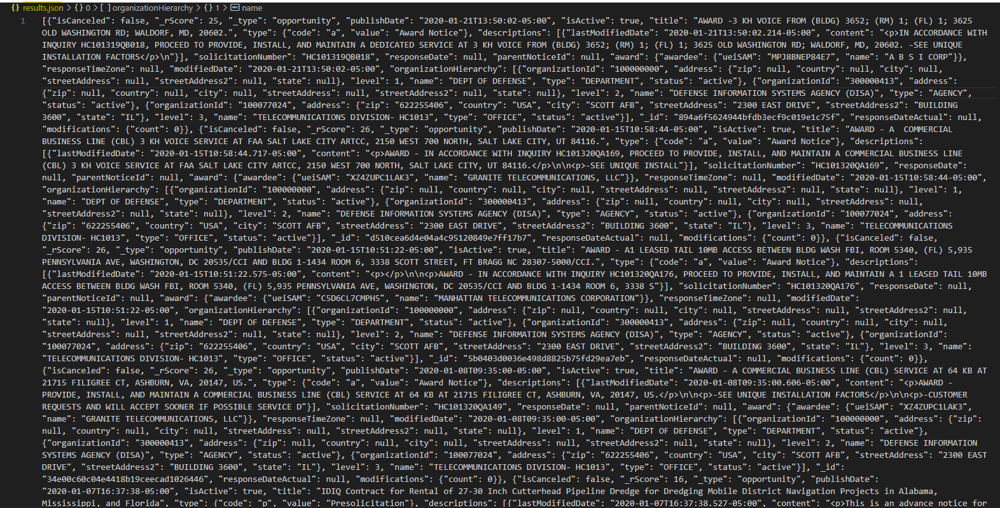 {} results.json > {} 0 > [ ] organizationHierarchy > {} 1 > abc name
1 [{"isCanceled": false, "_rScore": 25, "_type": "opportunity", "publishDate": "2020-01-21T13:50:02-05:00", "isActive": true, "title": "AWARD -3 KH VOICE FROM (BLDG) 3652; (RM) 1; (FL) 1; 3625
OLD WASHINGTON RD; WALDORF, MD, 20602.", "type": {"code": "a", "value": "Award Notice"}, "descriptions": [{"lastModifiedDate": "2020-01-21T13:50:02.214-05:00", "content": "<p>IN ACCORDANCE WITH
INQUIRY HC101319QB018, PROCEED TO PROVIDE, INSTALL, AND MAINTAIN A DEDICATED SERVICE AT 3 KH VOICE FROM (BLDG) 3652; (RM) 1; (FL) 1; 3625 OLD WASHINGTON RD; WALDORF, MD, 20602. -SEE UNIQUE
INSTALLATION FACTORS</p>\n"}], "solicitationNumber": "HC101319QB018", "responseDate": null, "parentNoticeId": null, "award": {"awardee": {"ueiSAM": "MPJ8BNEP84E7", "name": "A B S I CORP"}},
"responseTimeZone": null, "modifiedDate": "2020-01-21T13:50:02-05:00", "organizationHierarchy": [{"organizationId": "100000000", "address": {"zip": null, "country": null, "city": null,
"streetAddress": null, "streetAddress2": null, "state": null}, "level": 1, "name": "DEPT OF DEFENSE", "type": "DEPARTMENT", "status": "active"}, {"organizationId": "300000413", "address":
{"zip": null, "country": null, "city": null, "streetAddress": null, "streetAddress2": null, "state": null}, "level": 2, "name": "DEFENSE INFORMATION SYSTEMS AGENCY (DISA)", "type": "AGENCY",
"status": "active"}, {"organizationId": "100077024", "address": {"zip": "622255406", "country": "USA", "city": "SCOTT AFB", "streetAddress": "2300 EAST DRIVE", "streetAddress2": "BUILDING
3600", "state": "IL"}, "level": 3, "name": "TELECOMMUNICATIONS DIVISION- HC1013", "type": "OFFICE", "status": "active"}], "_id": "894a6f5624944bfdb3ecf9c019e1c75f", "responseDateActual": null,
"modifications": {"count": 0}}, {"isCanceled": false, "_rScore": 26, "_type": "opportunity", "publishDate": "2020-01-15T10:58:44-05:00", "isActive": true, "title": "AWARD - A  COMMERCIAL
BUSINESS LINE (CBL) 3 KH VOICE SERVICE AT FAA SALT LAKE CITY ARTCC, 2150 WEST 700 NORTH, SALT LAKE CITY, UT 84116.", "type": {"code": "a", "value": "Award Notice"}, "descriptions":
[{"lastModifiedDate": "2020-01-15T10:58:44.717-05:00", "content": "<p>AWARD - IN ACCORDANCE WITH INQUIRY HC101320QA169, PROCEED TO PROVIDE, INSTALL, AND MAINTAIN A COMMERCIAL BUSINESS LINE
(CBL) 3 KH VOICE SERVICE AT FAA SALT LAKE CITY ARTCC, 2150 WEST 700 NORTH, SALT LAKE CITY, UT 84116.</p>\n\n<p>-SEE UNIQUE INSTALL"}], "solicitationNumber": "HC101320QA169", "responseDate":
null, "parentNoticeId": null, "award": {"awardee": {"ueiSAM": "XZ4ZUPC1LAK3", "name": "GRANITE TELECOMMUNICATIONS, LLC"}}, "responseTimeZone": null, "modifiedDate": "2020-01-15T10:58:44-05:00",
"organizationHierarchy": [{"organizationId": "100000000", "address": {"zip": null, "country": null, "city": null, "streetAddress": null, "streetAddress2": null, "state": null}, "level": 1,
"name": "DEPT OF DEFENSE", "type": "DEPARTMENT", "status": "active"}, {"organizationId": "300000413", "address": {"zip": null, "country": null, "city": null, "streetAddress": null,
"streetAddress2": null, "state": null}, "level": 2, "name": "DEFENSE INFORMATION SYSTEMS AGENCY (DISA)", "type": "AGENCY", "status": "active"}, {"organizationId": "100077024", "address":
{"zip": "622255406", "country": "USA", "city": "SCOTT AFB", "streetAddress": "2300 EAST DRIVE", "streetAddress2": "BUILDING 3600", "state": "IL"}, "level": 3, "name": "TELECOMMUNICATIONS
DIVISION- HC1013", "type": "OFFICE", "status": "active"}], "_id": "d510cea6d4e04a4c95120849e7ff17b7", "responseDateActual": null, "modifications": {"count": 0}}, {"isCanceled": false,
"_rScore": 26, "_type": "opportunity", "publishDate": "2020-01-15T10:51:22-05:00", "isActive": true, "title": "AWARD - A1 LEASED TAIL 10MB ACCESS BETWEEN BLDG WASH FBI, ROOM 5340, (FL) 5,935
PENNSYLVANIA AVE, WASHINGTON, DC 20535/CCI AND BLDG 1-1434 ROOM 6, 3338 SCOTT STREET, FT BRAGG NC 28307-5000/CCI.", "type": {"code": "a", "value": "Award Notice"}, "descriptions":
[{"lastModifiedDate": "2020-01-15T10:51:22.575-05:00", "content": "<p></p>\n\n<p>AWARD - IN ACCORDANCE WITH INQUIRY HC101320QA176, PROCEED TO PROVIDE, INSTALL, AND MAINTAIN A 1 LEASED TAIL 10MB
ACCESS BETWEEN BLDG WASH FBI, ROOM 5340, (FL) 5,935 PENNSYLVANIA AVE, WASHINGTON, DC 20535/CCI AND BLDG 1-1434 ROOM 6, 3338 S"}], "solicitationNumber": "HC101320QA176", "responseDate": null,
"parentNoticeId": null, "award": {"awardee": {"ueiSAM": "C5D6CL7CMPH5", "name": "MANHATTAN TELECOMMUNICATIONS CORPORATION"}}, "responseTimeZone": null, "modifiedDate":
"2020-01-15T10:51:22-05:00", "organizationHierarchy": [{"organizationId": "100000000", "address": {"zip": null, "country": null, "city": null, "streetAddress": null, "streetAddress2": null,
"state": null}, "level": 1, "name": "DEPT OF DEFENSE", "type": "DEPARTMENT", "status": "active"}, {"organizationId": "300000413", "address": {"zip": null, "country": null, "city": null,
"streetAddress": null, "streetAddress2": null, "state": null}, "level": 2, "name": "DEFENSE INFORMATION SYSTEMS AGENCY (DISA)", "type": "AGENCY", "status": "active"}, {"organizationId":
"100077024", "address": {"zip": "622255406", "country": "USA", "city": "SCOTT AFB", "streetAddress": "2300 EAST DRIVE", "streetAddress2": "BUILDING 3600", "state": "IL"}, "level": 3, "name":
"TELECOMMUNICATIONS DIVISION- HC1013", "type": "OFFICE", "status": "active"}], "_id": "5b0403d0036e498d8825b75fd29ea7eb", "responseDateActual": null, "modifications": {"count": 0}},
{"isCanceled": false, "_rScore": 26, "_type": "opportunity", "publishDate": "2020-01-08T09:35:00-05:00", "isActive": true, "title": "AWARD - A COMMERCIAL BUSINESS LINE (CBL) SERVICE AT 64 KB AT
21715 FILIGREE CT, ASHBURN, VA, 20147, US.", "type": {"code": "a", "value": "Award Notice"}, "descriptions": [{"lastModifiedDate": "2020-01-08T09:35:00.606-05:00", "content": "<p>AWARD -
PROVIDE, INSTALL, AND MAINTAIN A COMMERCIAL BUSINESS LINE (CBL) SERVICE AT 64 KB AT 21715 FILIGREE CT, ASHBURN, VA, 20147, US.</p>\n\n<p>-SEE UNIQUE INSTALLATION FACTORS</p>\n\n<p>-CUSTOMER
REQUESTS AND WILL ACCEPT SOONER IF POSSIBLE SERVICE D"}], "solicitationNumber": "HC101320QA149", "responseDate": null, "parentNoticeId": null, "award": {"awardee": {"ueiSAM": "XZ4ZUPC1LAK3",
"name": "GRANITE TELECOMMUNICATIONS, LLC"}}, "responseTimeZone": null, "modifiedDate": "2020-01-08T09:35:00-05:00", "organizationHierarchy": [{"organizationId": "100000000", "address": {"zip":
null, "country": null, "city": null, "streetAddress": null, "streetAddress2": null, "state": null}, "level": 1, "name": "DEPT OF DEFENSE", "type": "DEPARTMENT", "status": "active"},
{"organizationId": "300000413", "address": {"zip": null, "country": null, "city": null, "streetAddress": null, "streetAddress2": null, "state": null}, "level": 2, "name": "DEFENSE INFORMATION
SYSTEMS AGENCY (DISA)", "type": "AGENCY", "status": "active"}, {"organizationId": "100077024", "address": {"zip": "622255406", "country": "USA", "city": "SCOTT AFB", "streetAddress": "2300 EAST
DRIVE", "streetAddress2": "BUILDING 3600", "state": "IL"}, "level": 3, "name": "TELECOMMUNICATIONS DIVISION- HC1013", "type": "OFFICE", "status": "active"}], "_id":
"34e00c60c04e4418b19ceecad1026446", "responseDateActual": null, "modifications": {"count": 0}}, {"isCanceled": false, "_rScore": 16, "_type": "opportunity", "publishDate":
"2020-01-07T16:37:38-05:00", "isActive": true, "title": "IDIQ Contract for Rental of 27-30 Inch Cutterhead Pipeline Dredge for Dredging Mobile District Navigation Projects in Alabama,
Mississippi, and Florida", "type": {"code": "p", "value": "Presolicitation"}, "descriptions": [{"lastModifiedDate": "2020-01-07T16:37:38.527-05:00", "content": "<p>This is an advance notice for